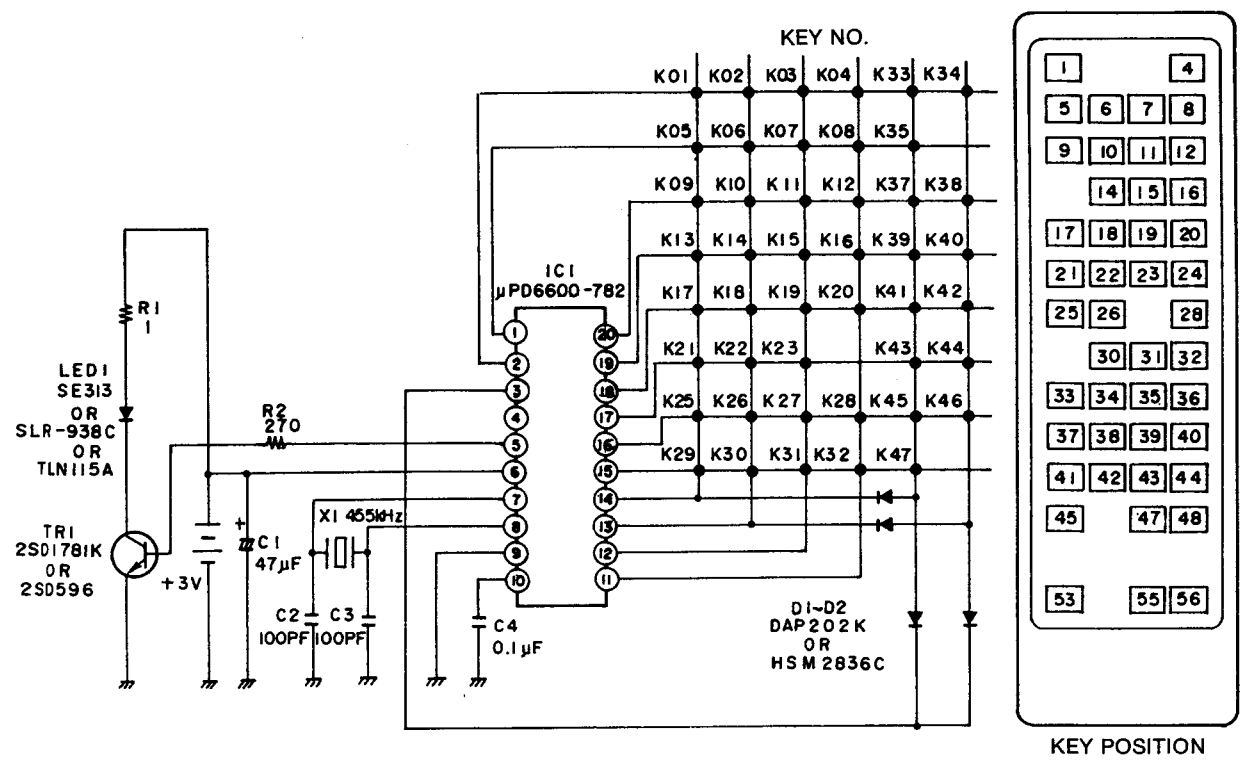 KEY NO.
K01 K02 K03 K04 K33 K34
K05 K06 K07 K08 K35
K09 K10 K11 K12 K37 K38
K13 K14 K15 K16 K39 K40
K17 K18 K19 K20 K41 K42
K21 K22 K23 K43 K44
K25 K26 K27 K28 K45 K46
K29 K30 K31 K32 K47
IC1
µPD6600-782
1 20
2 19
3 18
4 17
5 16
6 15
7 14
8 13
9 12
10 11
R1
1
LED1
SE313
OR
SLR-938C
OR
TLN115A
R2
270
TR1
2SD1781K
OR
2SD596
+3V
+
C1
47µF
X1 455kHz
C2 C3
100PF 100PF
C4
0.1µF
D1~D2
DAP202K
OR
HSM2836C
1 4
5 6 7 8
9 10 11 12
14 15 16
17 18 19 20
21 22 23 24
25 26 28
30 31 32
33 34 35 36
37 38 39 40
41 42 43 44
45 47 48
53 55 56
KEY POSITION